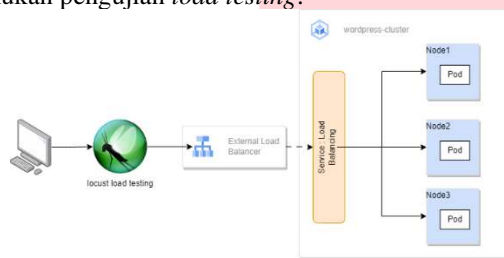 ukan pengujian load testing.
wordpress-cluster
Node1
Pod
External Load
Balancer
Service Load
Balancing
Node2
Pod
locust load testing
Node3
Pod